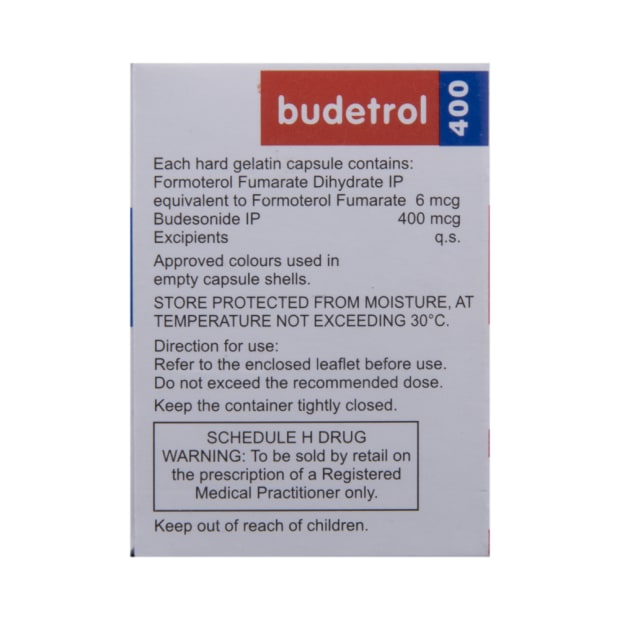 budetrol 400
Each hard gelatin capsule contains:
Formoterol Fumarate Dihydrate IP
equivalent to Formoterol Fumarate 6 mcg
Budesonide IP 400 mcg
Excipients q.s.
Approved colours used in
empty capsule shells.
STORE PROTECTED FROM MOISTURE, AT
TEMPERATURE NOT EXCEEDING 30°C.
Direction for use:
Refer to the enclosed leaflet before use.
Do not exceed the recommended dose.
Keep the container tightly closed.
SCHEDULE H DRUG
WARNING: To be sold by retail on
the prescription of a Registered
Medical Practitioner only.
Keep out of reach of children.